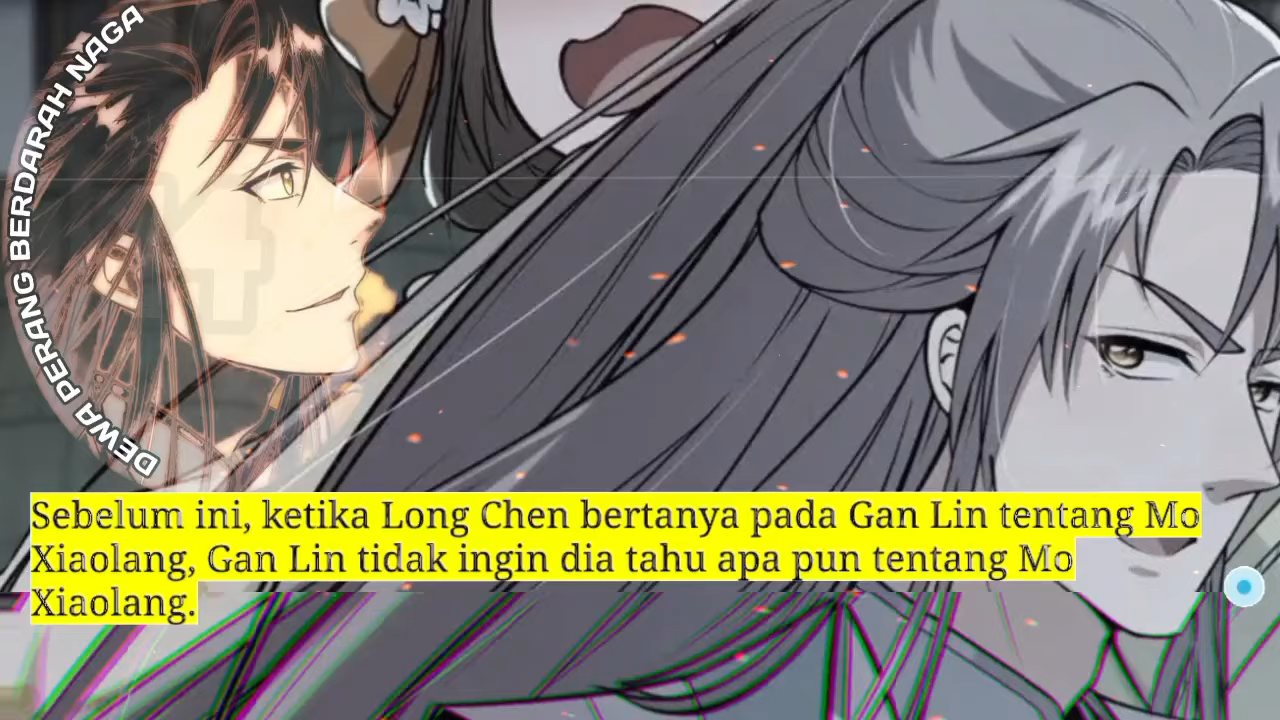 DEWA PERANG BERDARAH NAGA
Sebelum ini, ketika Long Chen bertanya pada Gan Lin tentang Mo
Xiaolang, Gan Lin tidak ingin dia tahu apa pun tentang Mo
Xiaolang.